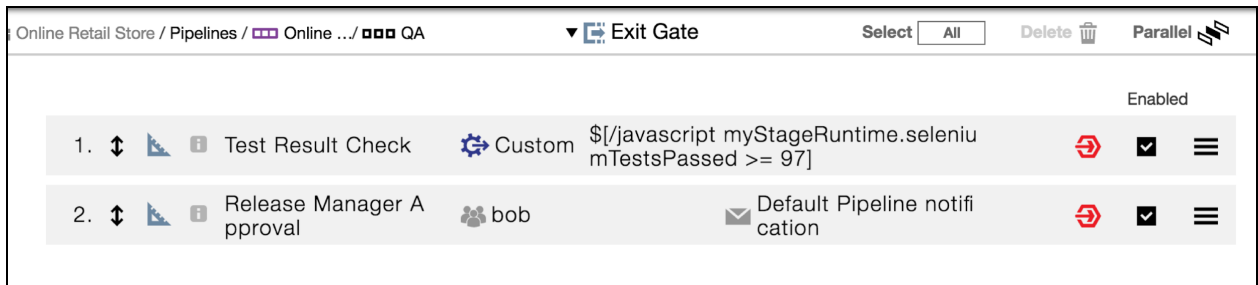 Online Retail Store / Pipelines / Online .../ QA Exit Gate Select All Delete Parallel
Enabled
1. Test Result Check Custom $[/javascript myStageRuntime.seleniu
mTestsPassed >= 97]
2. Release Manager A bob Default Pipeline notifi
pproval cation